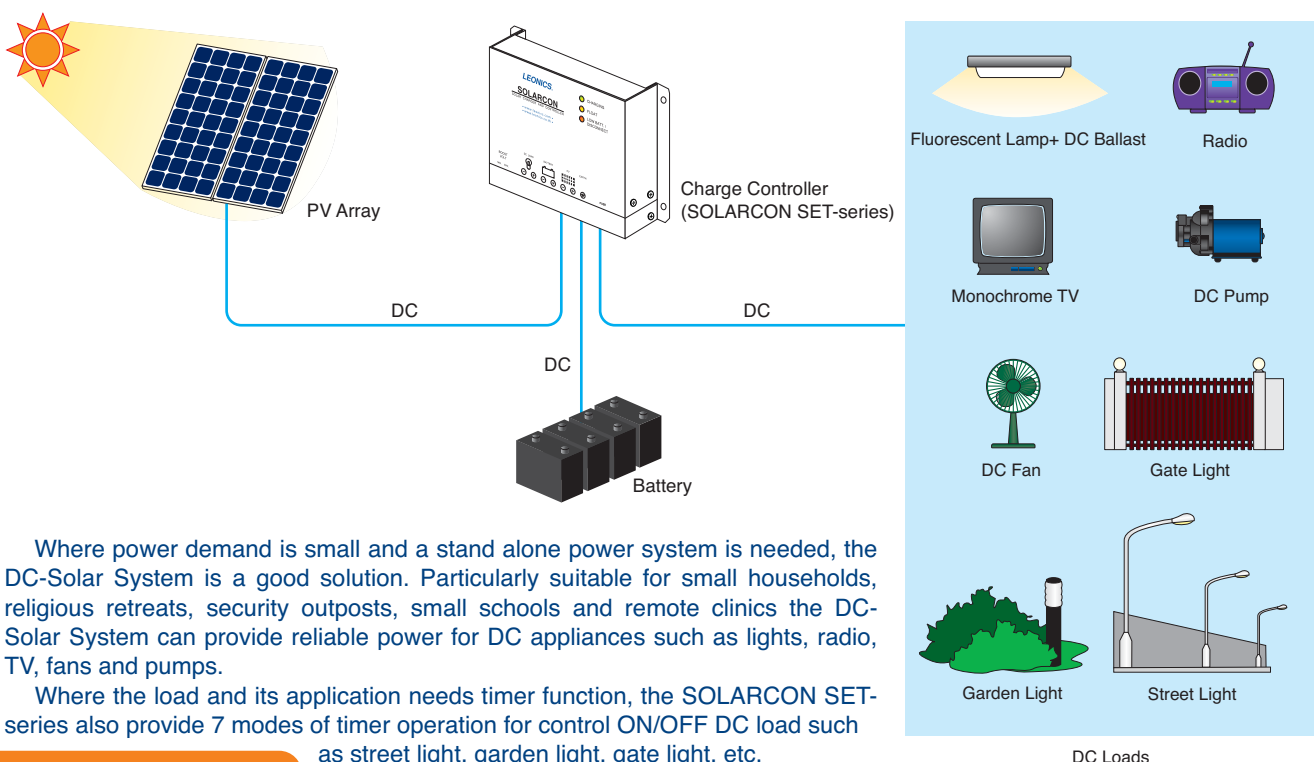 LEONICS
SOLARCON
CHARGING
FLOAT
LOW BATT /
DISCONNECT
Fluorescent Lamp+ DC Ballast
Radio
PV Array
Charge Controller
(SOLARCON SET-series)
Monochrome TV
DC Pump
DC
DC
DC
Battery
DC Fan
Gate Light
Garden Light
Street Light
DC Loads
Where power demand is small and a stand alone power system is needed, the
DC-Solar System is a good solution. Particularly suitable for small households,
religious retreats, security outposts, small schools and remote clinics the DC-
Solar System can provide reliable power for DC appliances such as lights, radio,
TV, fans and pumps.
Where the load and its application needs timer function, the SOLARCON SET-
series also provide 7 modes of timer operation for control ON/OFF DC load such
as street light, garden light, gate light, etc.